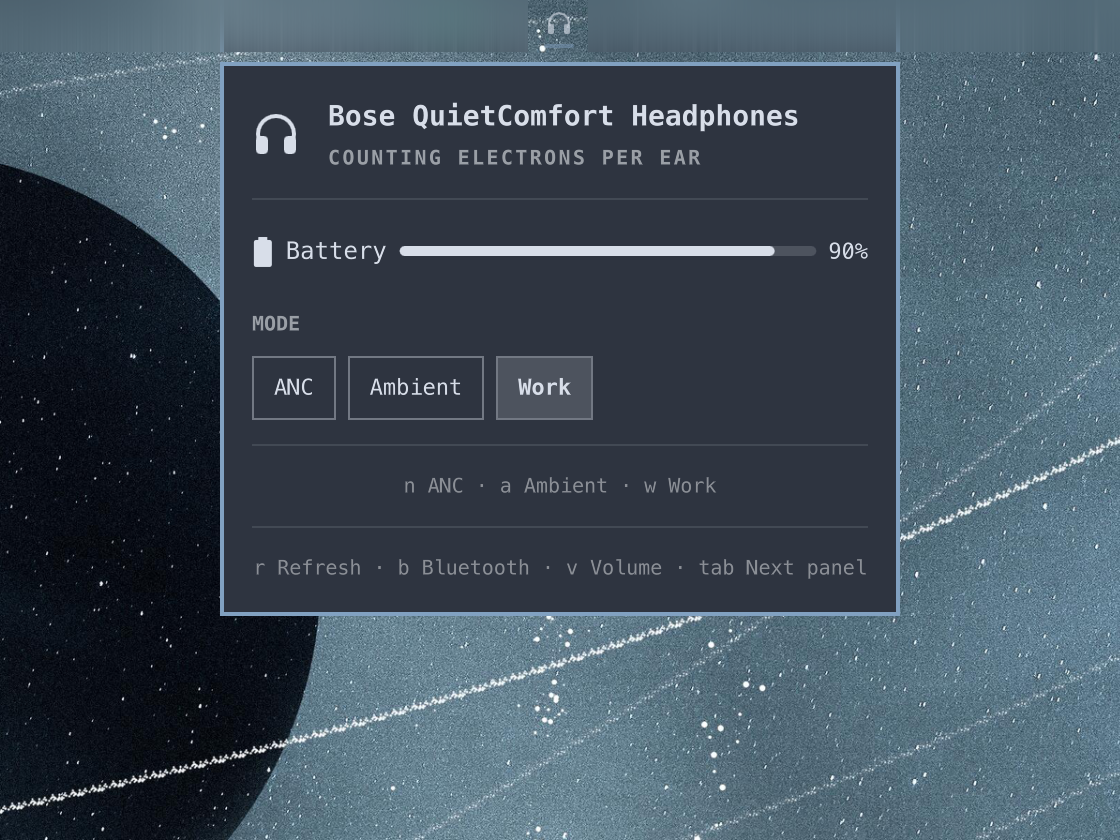 Bose QuietComfort Headphones
COUNTING ELECTRONS PER EAR
Battery 90%
MODE
ANC Ambient Work
n ANC · a Ambient · w Work
r Refresh · b Bluetooth · v Volume · tab Next panel